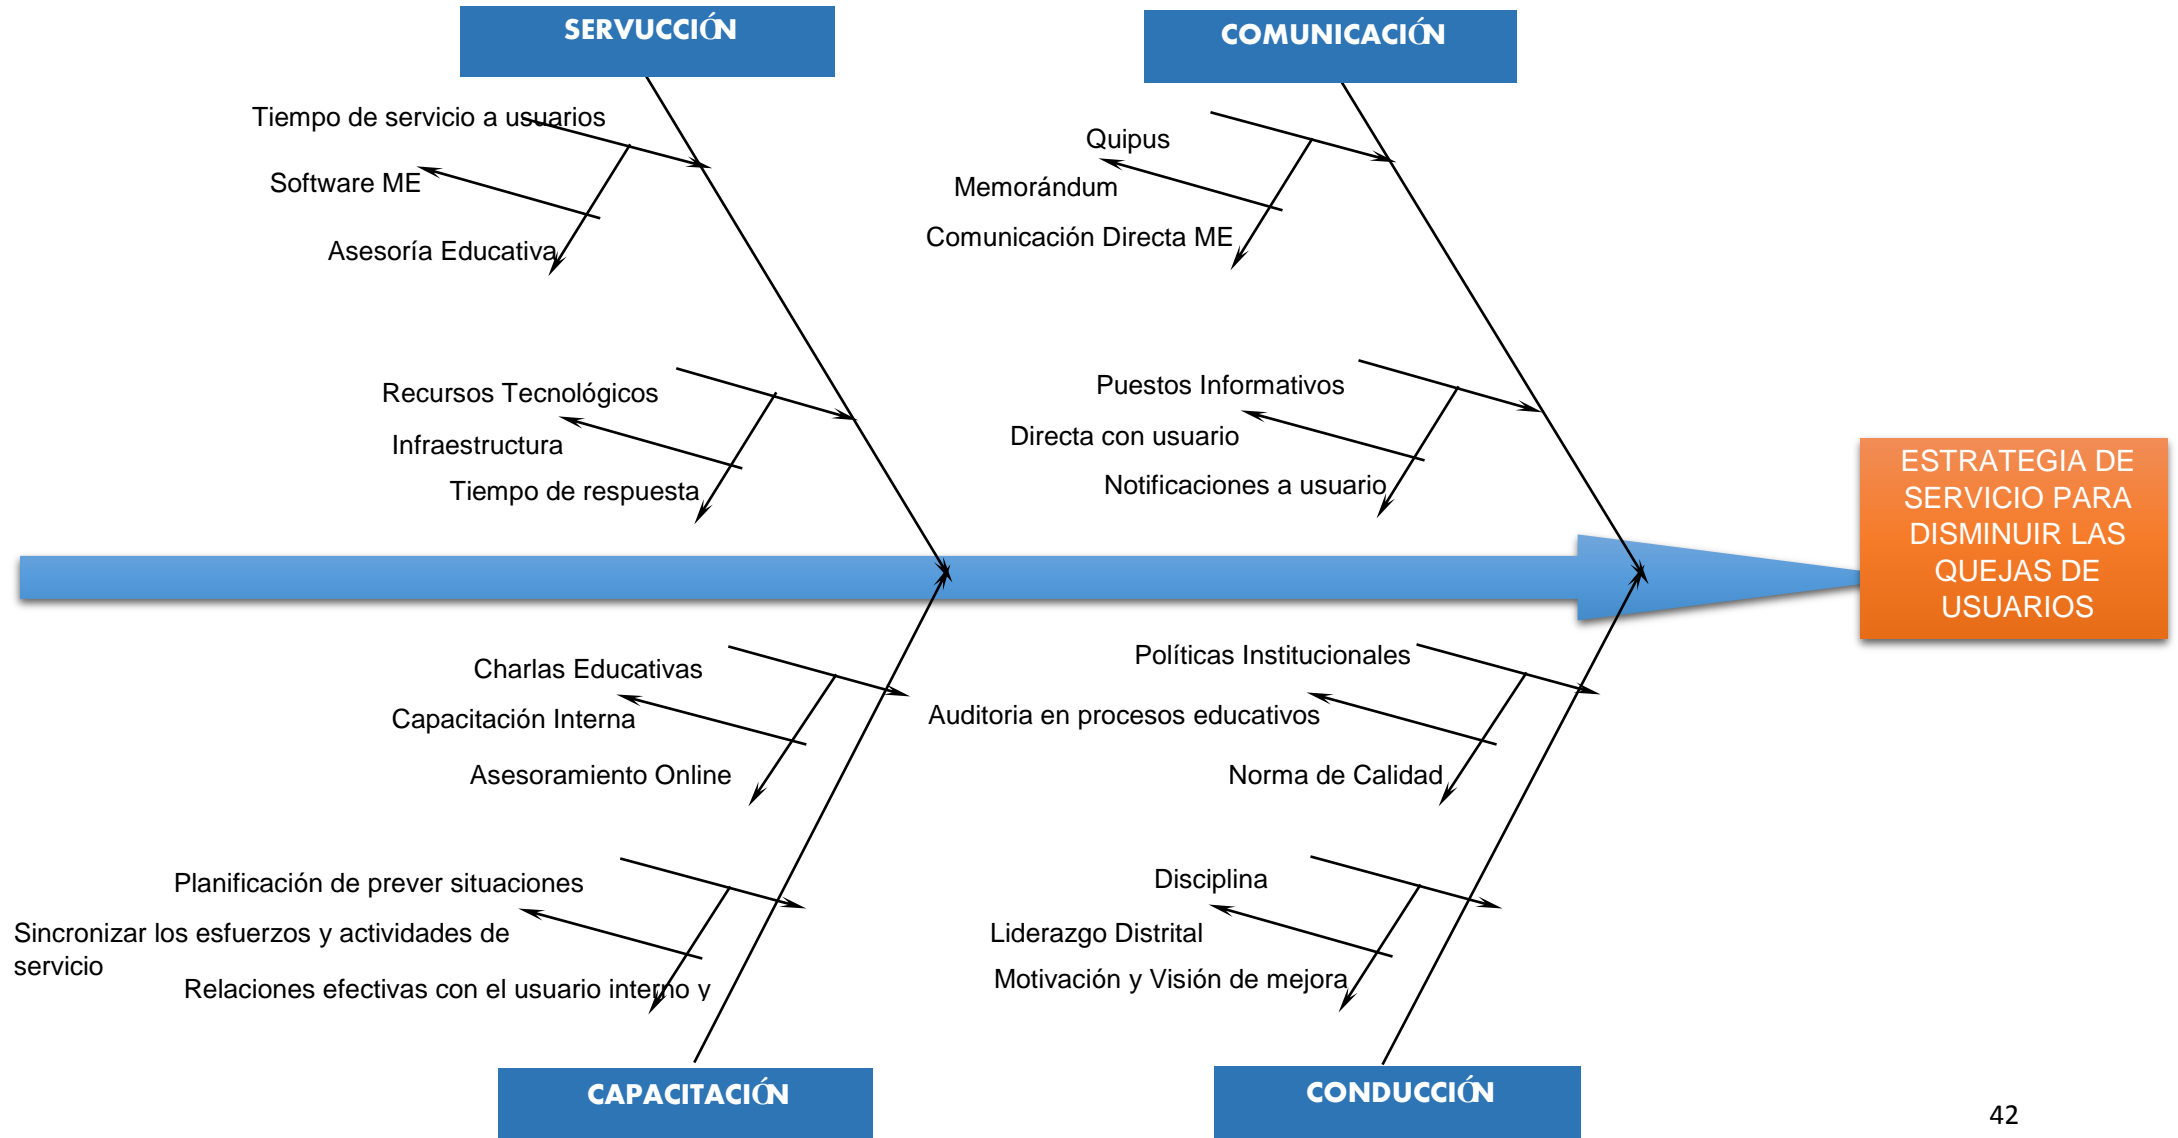 SERVUCCIÓN
COMUNICACIÓN
Tiempo de servicio a usuarios
Software ME
Asesoría Educativa
Quipus
Memorándum
Comunicación Directa ME
Recursos Tecnológicos
Infraestructura
Tiempo de respuesta
Puestos Informativos
Directa con usuario
Notificaciones a usuario
ESTRATEGIA DE
SERVICIO PARA
DISMINUIR LAS
QUEJAS DE
USUARIOS
Charlas Educativas
Capacitación Interna
Asesoramiento Online
Políticas Institucionales
Auditoria en procesos educativos
Norma de Calidad
Planificación de prever situaciones
Sincronizar los esfuerzos y actividades de
servicio
Relaciones efectivas con el usuario interno y
Disciplina
Liderazgo Distrital
Motivación y Visión de mejora
CAPACITACIÓN
CONDUCCIÓN
42